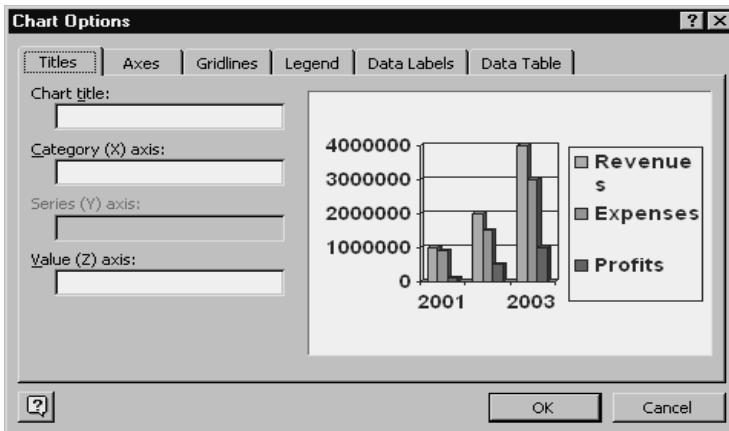 Chart Options
? ×
Titles Axes Gridlines Legend Data Labels Data Table
Chart title:
Category (X) axis:
Series (Y) axis:
Value (Z) axis:
4000000
3000000
2000000
1000000
0
2001 2003
Revenue
s
Expenses
Profits
?
OK Cancel